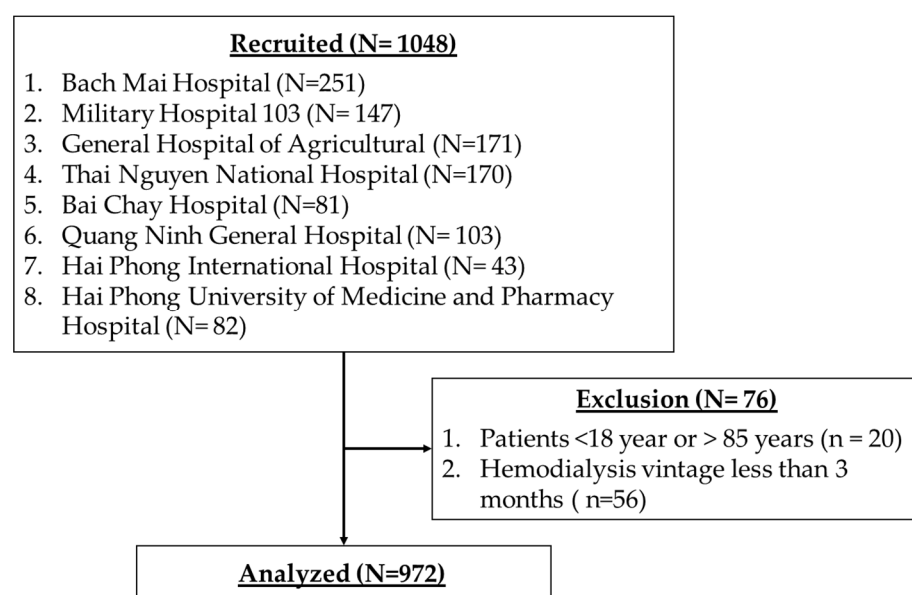 Recruited (N= 1048)
1. Bach Mai Hospital (N=251)
2. Military Hospital 103 (N= 147)
3. General Hospital of Agricultural (N=171)
4. Thai Nguyen National Hospital (N=170)
5. Bai Chay Hospital (N=81)
6. Quang Ninh General Hospital (N= 103)
7. Hai Phong International Hospital (N= 43)
8. Hai Phong University of Medicine and Pharmacy
Hospital (N= 82)
Exclusion (N= 76)
1. Patients <18 year or > 85 years (n = 20)
2. Hemodialysis vintage less than 3
months ( n=56)
Analyzed (N=972)